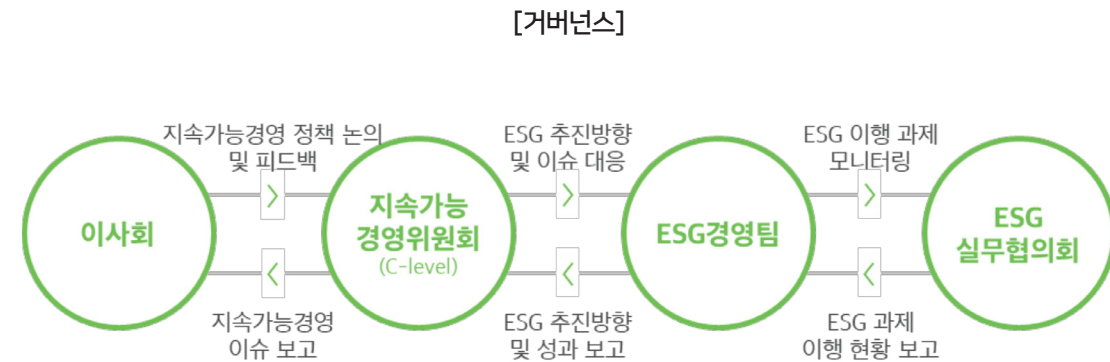 [거버넌스]
지속가능경영 정책 논의
및 피드백
ESG 추진방향
및 이슈 대응
ESG 이행 과제
모니터링
이사회
지속가능
경영위원회
(C-level)
ESG경영팀
ESG
실무협의회
지속가능경영
이슈 보고
ESG 추진방향
및 성과 보고
ESG 과제
이행 현황 보고